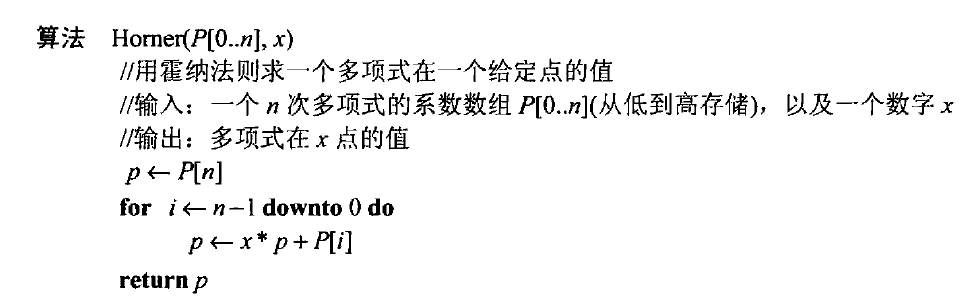 算法 Horner(P[0..n], x)
//用霍纳法则求一个多项式在一个给定点的值
//输入：一个 n 次多项式的系数数组 P[0..n](从低到高存储)，以及一个数字 x
//输出：多项式在 x 点的值
p ← P[n]
for i ← n−1 downto 0 do
p ← x * p + P[i]
return p